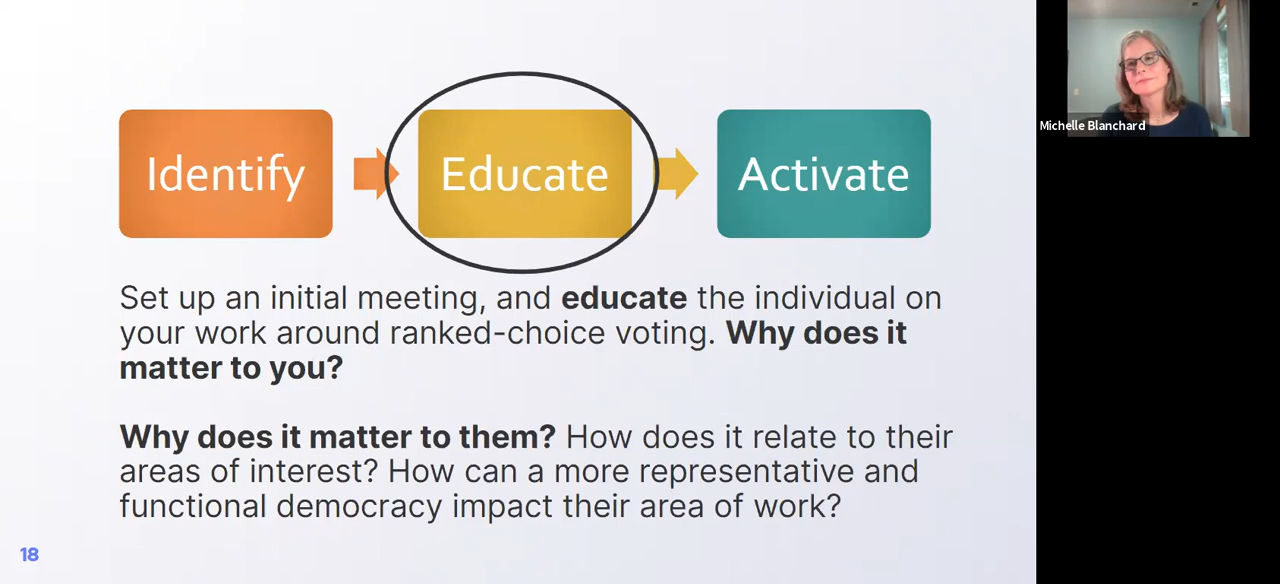 Identify
Educate
Activate
Set up an initial meeting, and educate the individual on
your work around ranked-choice voting. Why does it
matter to you?
Why does it matter to them? How does it relate to their
areas of interest? How can a more representative and
functional democracy impact their area of work?
18
Michelle Blanchard